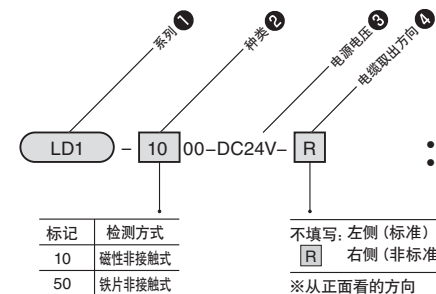 系列 ❶
种类 ❷
电源电压 ❸
电缆取出方向 ❹
LD1 – 10 00–DC24V– R
标记 检测方式
10 磁性非接触式
50 铁片非接触式
不填写: 左侧 (标准)
R 右侧 (非标准
※从正面看的方向